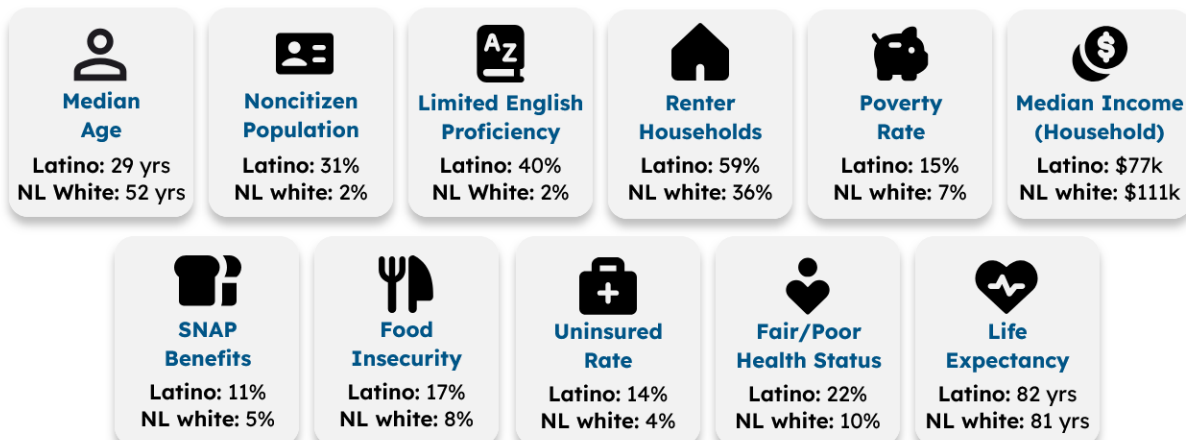 Median
Age
Latino: 29 yrs
NL White: 52 yrs
Noncitizen
Population
Latino: 31%
NL white: 2%
AZ
Limited English
Proficiency
Latino: 40%
NL White: 2%
Renter
Households
Latino: 59%
NL white: 36%
Poverty
Rate
Latino: 15%
NL white: 7%
$
Median Income
(Household)
Latino: $77k
NL white: $111k
SNAP
Benefits
Latino: 11%
NL white: 5%
Food
Insecurity
Latino: 17%
NL white: 8%
Uninsured
Rate
Latino: 14%
NL white: 4%
Fair/Poor
Health Status
Latino: 22%
NL white: 10%
Life
Expectancy
Latino: 82 yrs
NL white: 81 yrs